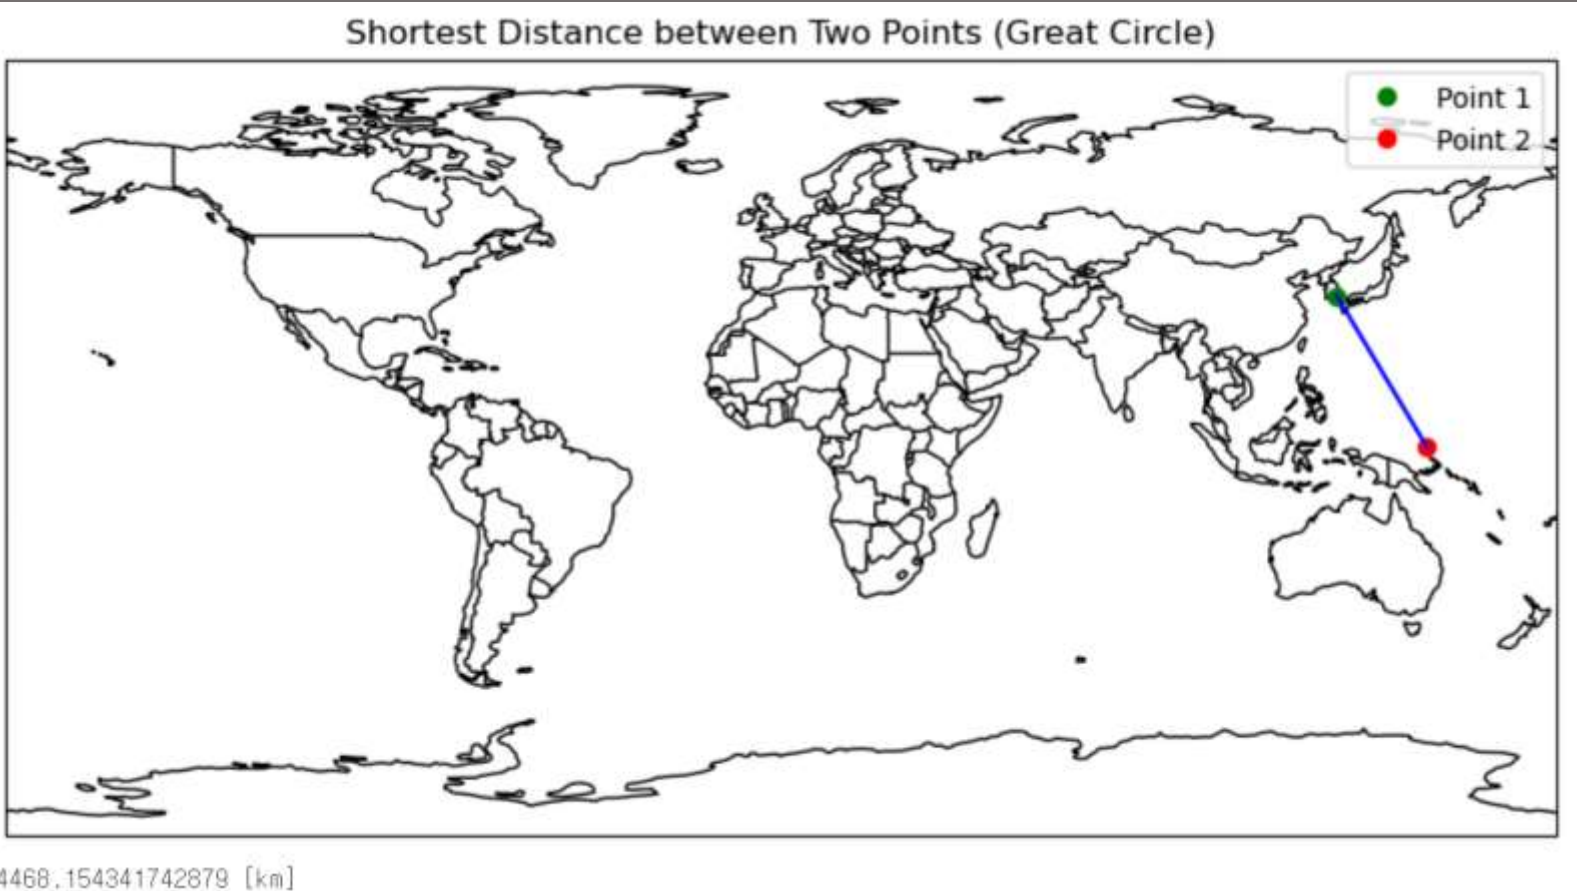 Shortest Distance between Two Points (Great Circle)
Point 1
Point 2
4468.154341742879 [km]